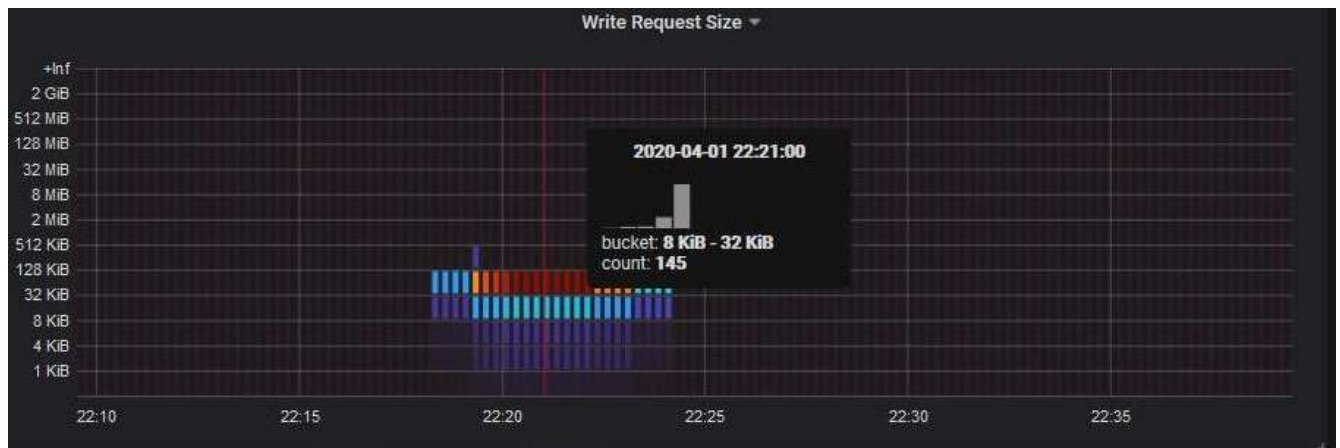 Write Request Size
+Inf
2 GiB
512 MiB
128 MiB
32 MiB
8 MiB
2 MiB
512 KiB
128 KiB
32 KiB
8 KiB
4 KiB
1 KiB
2020-04-01 22:21:00
bucket: 8 KiB - 32 KiB
count: 145
22:10 22:15 22:20 22:25 22:30 22:35